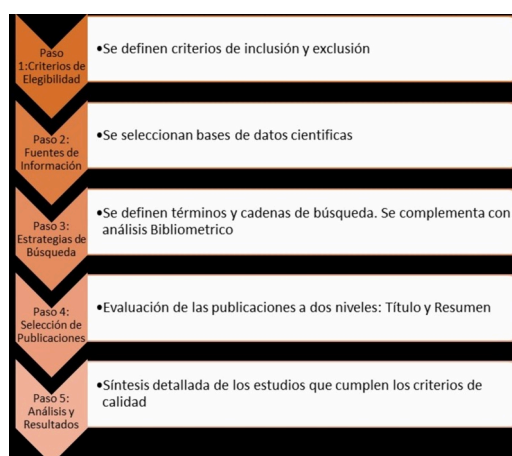 Paso
1:Criterios de
Elegibilidad
•Se definen criterios de inclusión y exclusión
Paso 2:
Fuentes de
Información
•Se seleccionan bases de datos cientificas
Paso 3:
Estrategias de
Búsqueda
•Se definen términos y cadenas de búsqueda. Se complementa con
análisis Bibliometrico
Paso 4:
Selección de
Publicaciones
•Evaluación de las publicaciones a dos niveles: Título y Resumen
Paso 5:
Análisis y
Resultados
•Síntesis detallada de los estudios que cumplen los criterios de
calidad